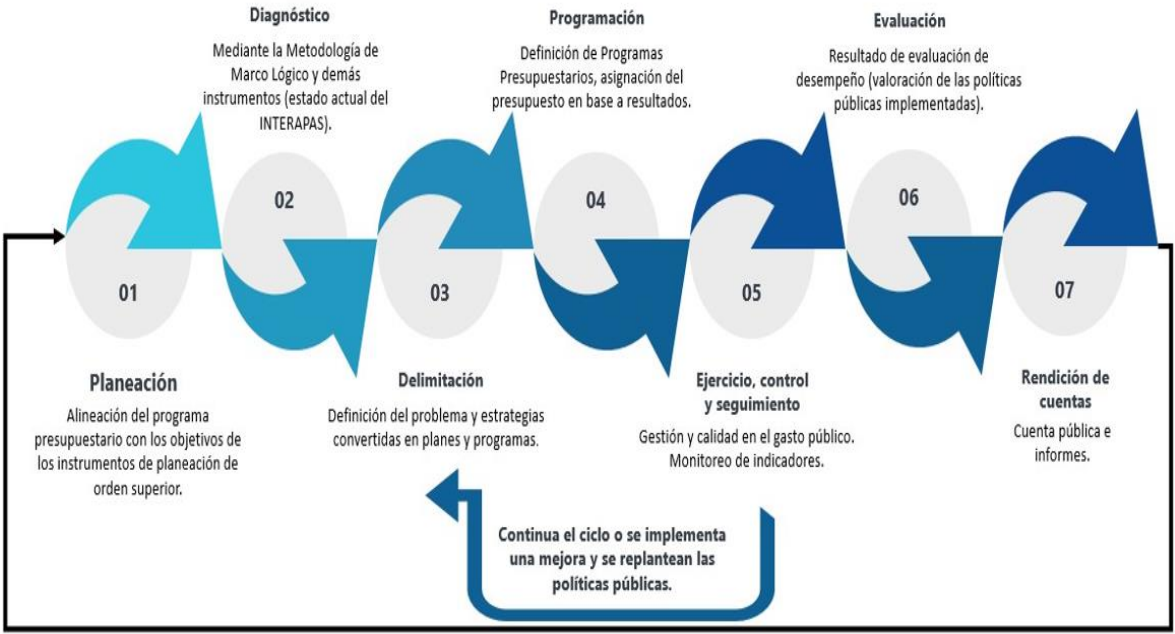 01
Planeación
Alineación del programa
presupuestario con los objetivos de
los instrumentos de planeación de
orden superior.
Diagnóstico
Mediante la Metodología de
Marco Lógico y demás
instrumentos (estado actual del
INTERAPAS).
02
03
Delimitación
Definición del problema y estrategias
convertidas en planes y programas.
Programación
Definición de Programas
Presupuestarios, asignación del
presupuesto en base a resultados.
04
05
Ejercicio, control
y seguimiento
Gestión y calidad en el gasto público.
Monitoreo de indicadores.
Evaluación
Resultado de evaluación de
desempeño (valoración de las políticas
públicas implementadas).
06
07
Rendición de
cuentas
Cuenta pública e
informes.
Continua el ciclo o se implementa
una mejora y se replantean las
políticas públicas.